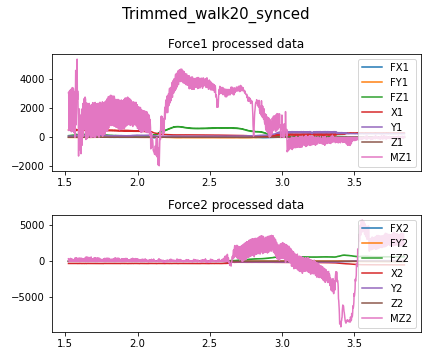 Trimmed_walk20_synced
Force1 processed data
4000
2000
0
−2000
1.5
2.0
2.5
3.0
3.5
FX1
FY1
FZ1
X1
Y1
Z1
MZ1
Force2 processed data
5000
0
−5000
1.5
2.0
2.5
3.0
3.5
FX2
FY2
FZ2
X2
Y2
Z2
MZ2